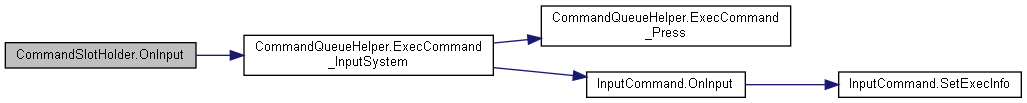 CommandSlotHolder.OnInput
CommandQueueHelper.ExecCommand
_InputSystem
CommandQueueHelper.ExecCommand
_Press
InputCommand.OnInput
InputCommand.SetExecInfo